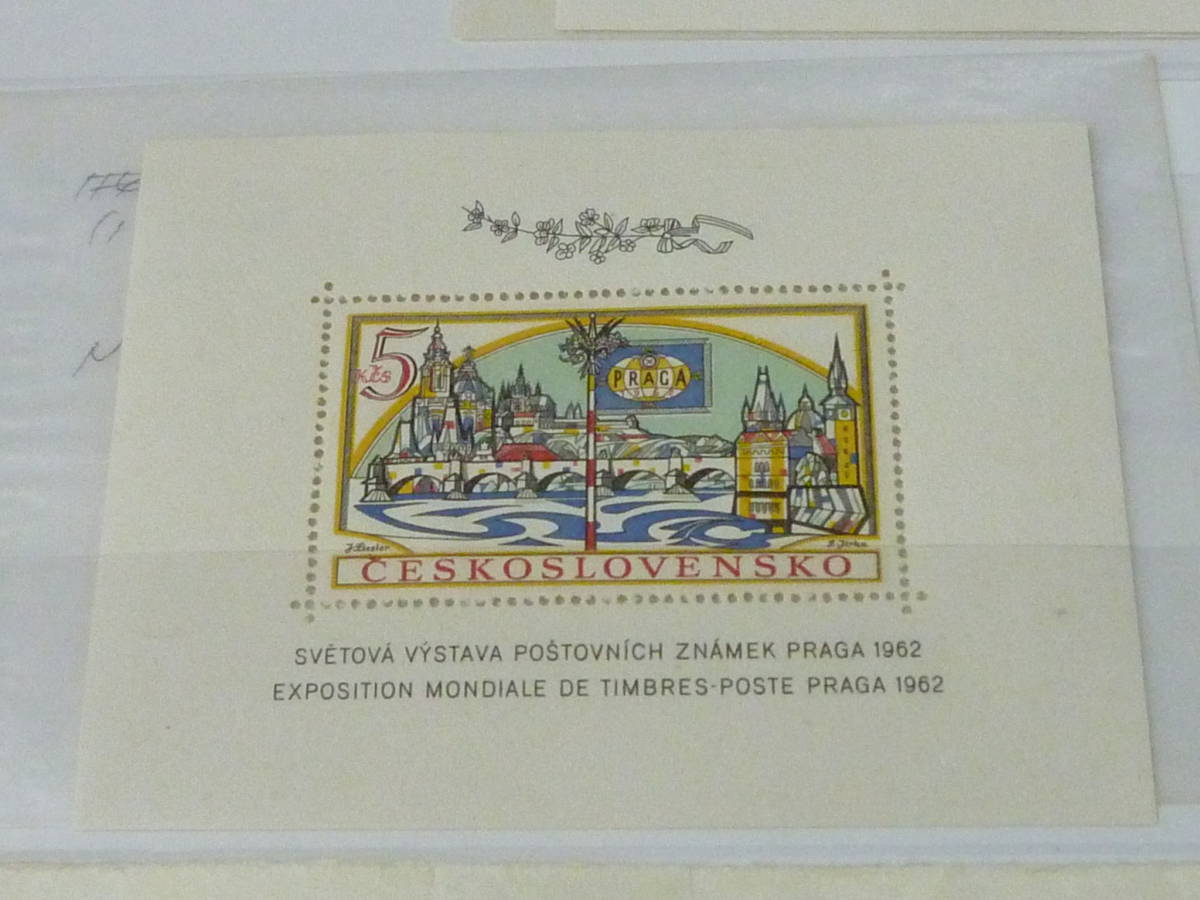 5
Kčs
PRAGA
J. Liesler
J. Jirka
ČESKOSLOVENSKO
SVĚTOVÁ VÝSTAVA POŠTOVNÍCH ZNÁMEK PRAGA 1962
EXPOSITION MONDIALE DE TIMBRES-POSTE PRAGA 1962